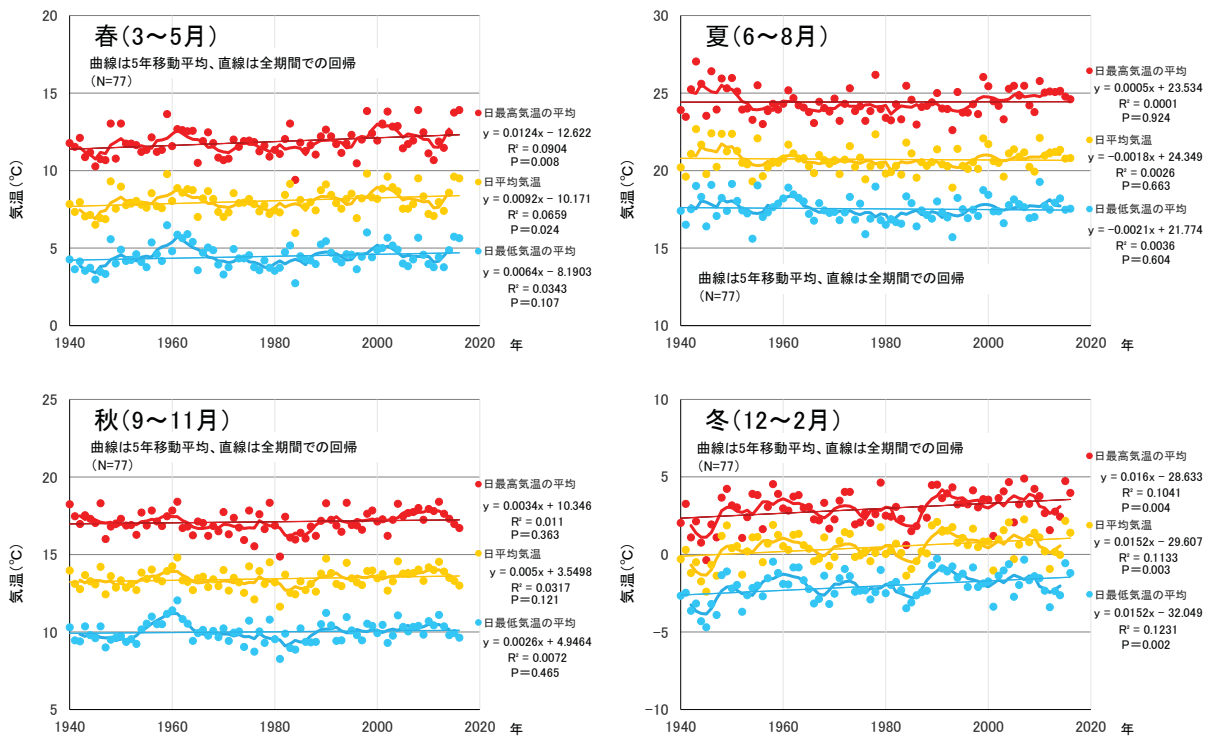 春(3～5月)
曲線は5年移動平均、直線は全期間での回帰
(N=77)
気温(℃)
20
15
10
5
0
1940
1960
1980
2000
2020
年
日最高気温の平均
y = 0.0124x − 12.622
R² = 0.0904
P＝0.008
日平均気温
y = 0.0092x − 10.171
R² = 0.0659
P＝0.024
日最低気温の平均
y = 0.0064x − 8.1903
R² = 0.0343
P＝0.107
夏(6～8月)
気温(℃)
30
25
20
15
10
曲線は5年移動平均、直線は全期間での回帰
(N=77)
1940
1960
1980
2000
2020
年
日最高気温の平均
y = 0.0005x + 23.534
R² = 0.0001
P＝0.924
日平均気温
y = −0.0018x + 24.349
R² = 0.0026
P＝0.663
日最低気温の平均
y = −0.0021x + 21.774
R² = 0.0036
P＝0.604
秋(9～11月)
曲線は5年移動平均、直線は全期間での回帰
(N=77)
気温(℃)
25
20
15
10
5
1940
1960
1980
2000
2020
年
日最高気温の平均
y = 0.0034x + 10.346
R² = 0.011
P＝0.363
日平均気温
y = 0.005x + 3.5498
R² = 0.0317
P＝0.121
日最低気温の平均
y = 0.0026x + 4.9464
R² = 0.0072
P＝0.465
冬(12～2月)
曲線は5年移動平均、直線は全期間での回帰
(N=77)
気温(℃)
10
5
0
−5
−10
1940
1960
1980
2000
2020
年
日最高気温の平均
y = 0.016x − 28.633
R² = 0.1041
P＝0.004
日平均気温
y = 0.0152x − 29.607
R² = 0.1133
P＝0.003
日最低気温の平均
y = 0.0152x − 32.049
R² = 0.1231
P＝0.002